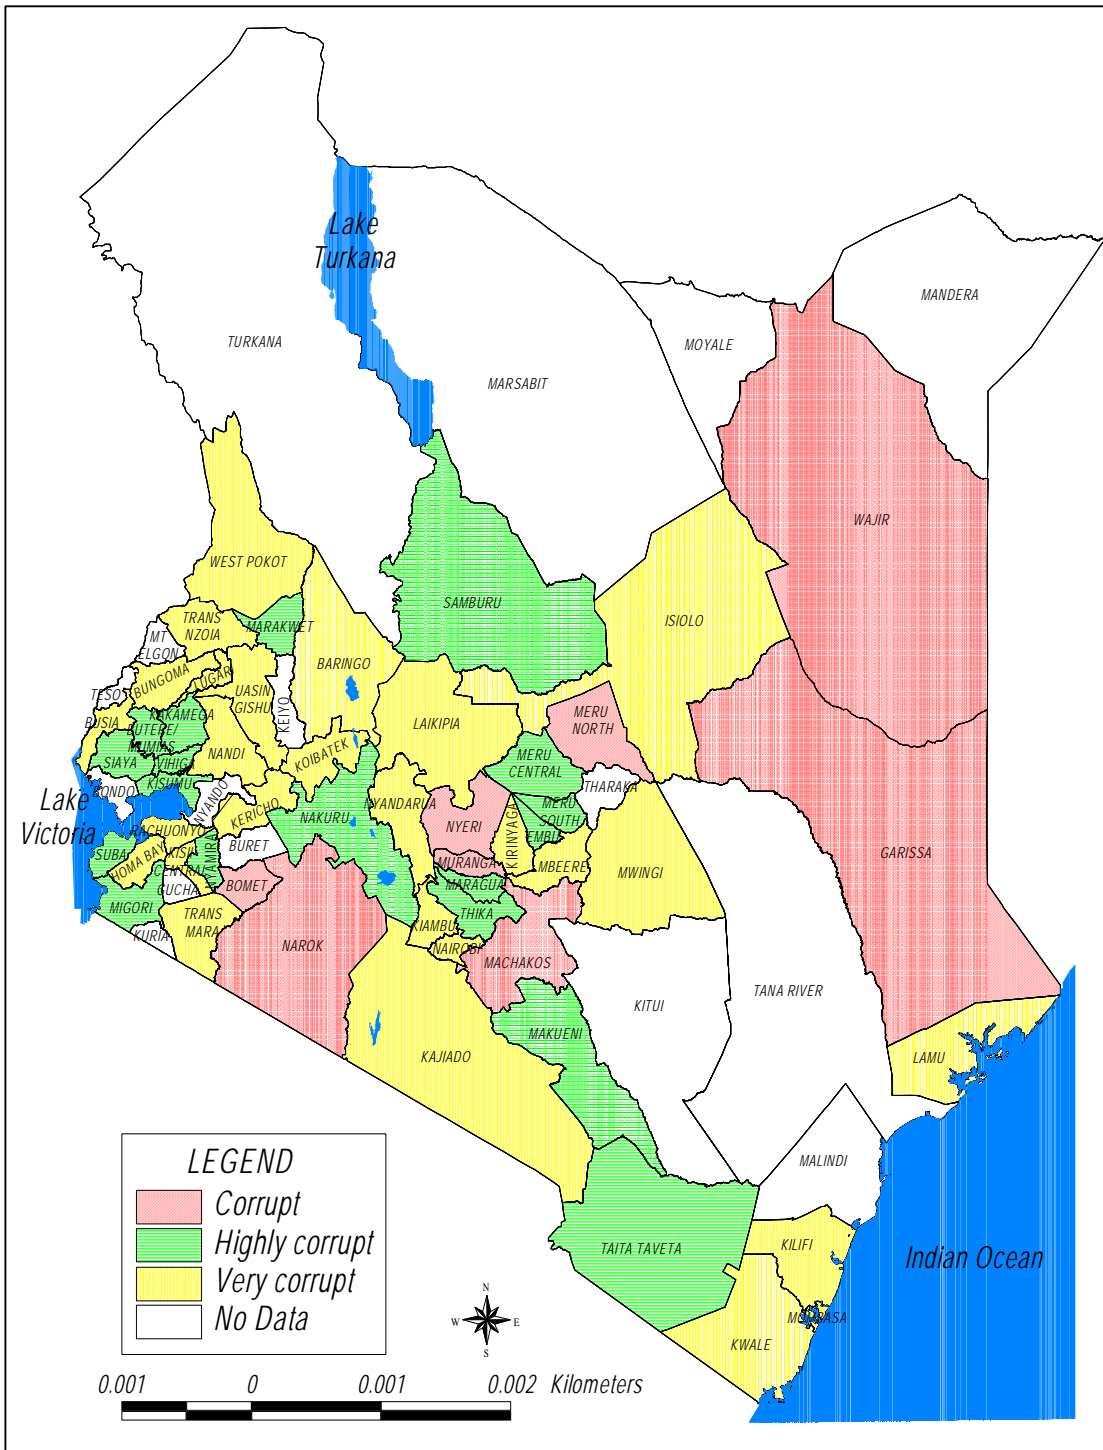 Lake
Turkana
MANDERA
TURKANA
MOYALE
MARSABIT
WAJIR
WEST POKOT
SAMBURU
TRANS
NZOIA
MARAKWET
ISIOLO
MT
ELGON
BARINGO
BUNGOMA
LUGARI
UASIN
GISHU
TESO
KEIYO
KAKAMEGA
BUSIA
BUTERE/
MUMIAS
LAIKIPIA
MERU
NORTH
NANDI
KOIBATEK
SIAYA
VIHIGA
MERU
CENTRAL
KISUMU
BONDO
THARAKA
Lake
Victoria
NYANDO
KERICHO
NYANDARUA
NAKURU
MERU
SOUTH
RACHUONYO
NYERI
KIRINYAGA
EMBU
BURET
SUBA
HOMA BAY
KISII
CENTRAL
NYAMIRA
GARISSA
MURANGA
MBEERE
MWINGI
GUCHA
BOMET
MARAGUA
MIGORI
TRANS
MARA
THIKA
KURIA
KIAMBU
NAROK
NAIROBI
MACHAKOS
TANA RIVER
KITUI
MAKUENI
KAJIADO
LAMU
MALINDI
TAITA TAVETA
KILIFI
Indian Ocean
MOMBASA
KWALE
LEGEND
Corrupt
Highly corrupt
Very corrupt
No Data
N
W
E
S
0.001 0 0.001 0.002 Kilometers